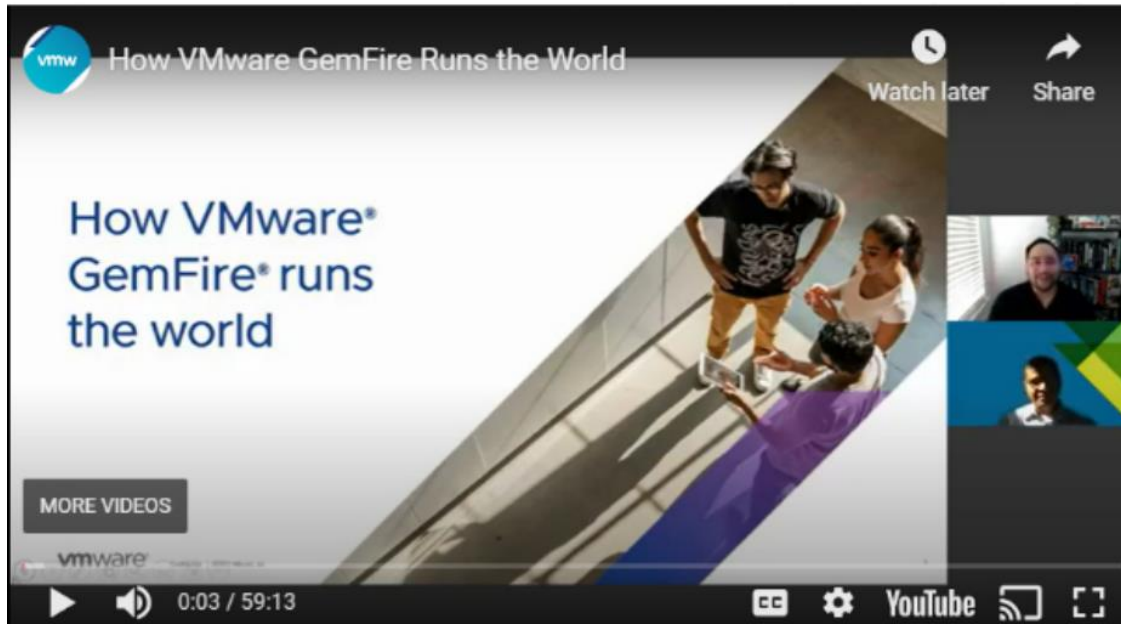 vmw
How VMware GemFire Runs the World
Watch later
Share
How VMware®
GemFire® runs
the world
MORE VIDEOS
vmware
0:03 / 59:13
CC
YouTube